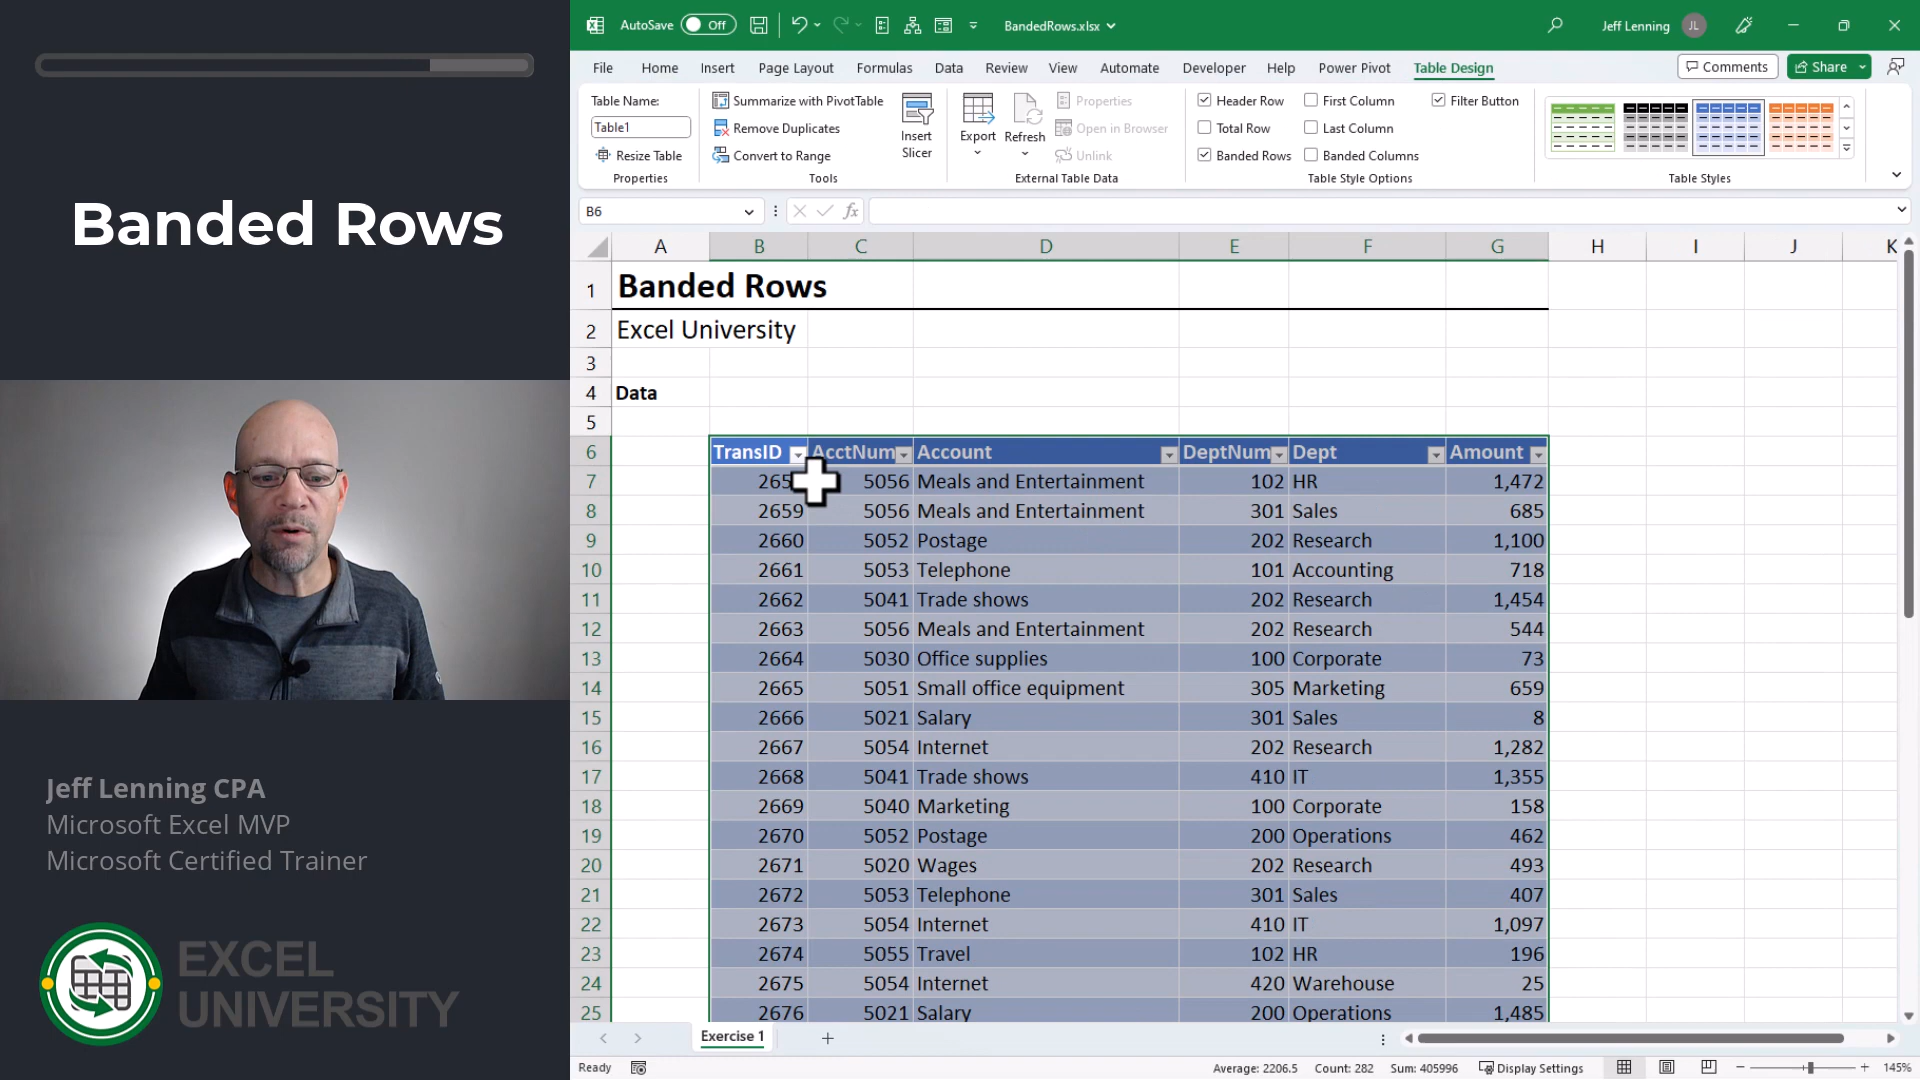 Banded Rows
Jeff Lenning CPA
Microsoft Excel MVP
Microsoft Certified Trainer
EXCEL
UNIVERSITY
AutoSave Off BandedRows.xlsx Jeff Lenning JL
File Home Insert Page Layout Formulas Data Review View Automate Developer Help Power Pivot Table Design Comments Share
Table Name:
Table1
Resize Table
Properties
Summarize with PivotTable
Remove Duplicates
Convert to Range
Tools
Insert
Slicer
Export
Refresh
Properties
Open in Browser
Unlink
External Table Data
Header Row First Column Filter Button
Total Row Last Column
Banded Rows Banded Columns
Table Style Options
Table Styles
B6 fx
A B C D E F G H I J K
1 Banded Rows
2 Excel University
3
4 Data
5
6 TransID AcctNum Account DeptNum Dept Amount
7 265 5056 Meals and Entertainment 102 HR 1,472
8 2659 5056 Meals and Entertainment 301 Sales 685
9 2660 5052 Postage 202 Research 1,100
10 2661 5053 Telephone 101 Accounting 718
11 2662 5041 Trade shows 202 Research 1,454
12 2663 5056 Meals and Entertainment 202 Research 544
13 2664 5030 Office supplies 100 Corporate 73
14 2665 5051 Small office equipment 305 Marketing 659
15 2666 5021 Salary 301 Sales 8
16 2667 5054 Internet 202 Research 1,282
17 2668 5041 Trade shows 410 IT 1,355
18 2669 5040 Marketing 100 Corporate 158
19 2670 5052 Postage 200 Operations 462
20 2671 5020 Wages 202 Research 493
21 2672 5053 Telephone 301 Sales 407
22 2673 5054 Internet 410 IT 1,097
23 2674 5055 Travel 102 HR 196
24 2675 5054 Internet 420 Warehouse 25
25 2676 5021 Salary 200 Operations 1,485
Exercise 1
Ready Average: 2206.5 Count: 282 Sum: 405996 Display Settings 145%